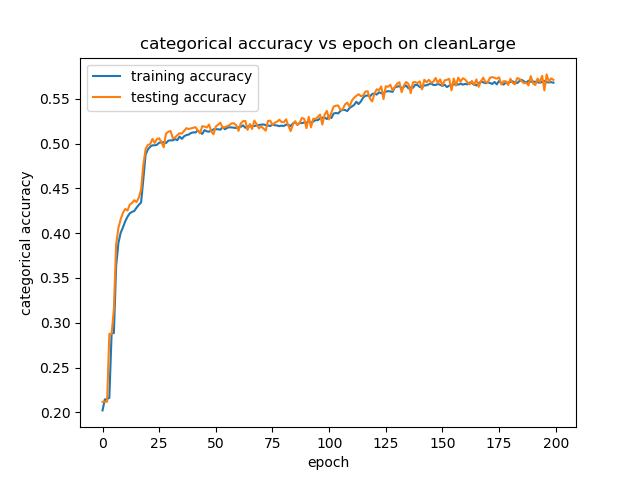 categorical accuracy vs epoch on cleanLarge
training accuracy
testing accuracy
categorical accuracy
0.55
0.50
0.45
0.40
0.35
0.30
0.25
0.20
0 25 50 75 100 125 150 175 200
epoch